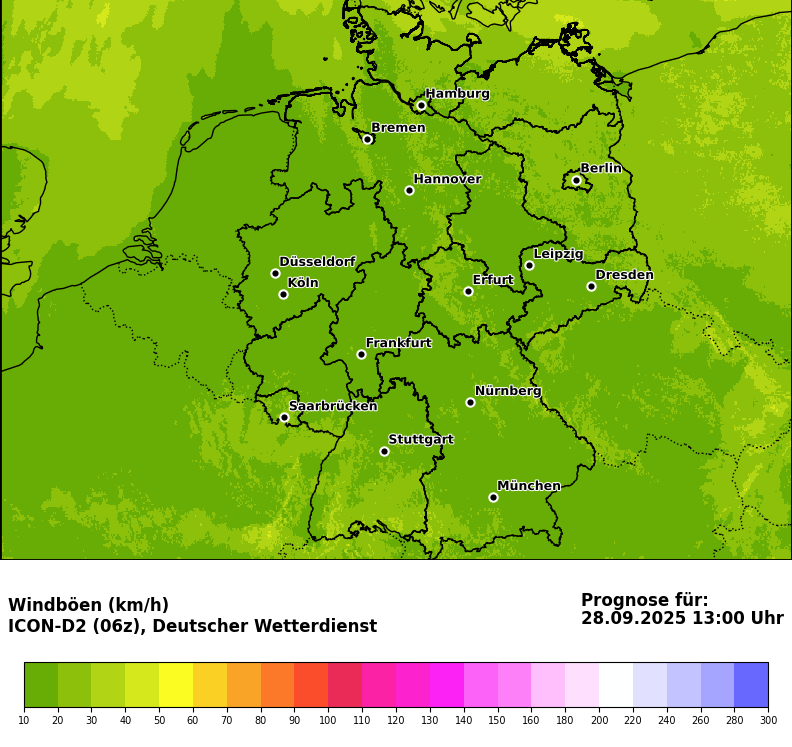 Hamburg
Bremen
Berlin
Hannover
Leipzig
Düsseldorf
Dresden
Köln
Erfurt
Frankfurt
Nürnberg
Saarbrücken
Stuttgart
München
Windböen (km/h)
ICON-D2 (06z), Deutscher Wetterdienst
Prognose für:
28.09.2025 13:00 Uhr
10 20 30 40 50 60 70 80 90 100 110 120 130 140 150 160 180 200 220 240 260 280 300